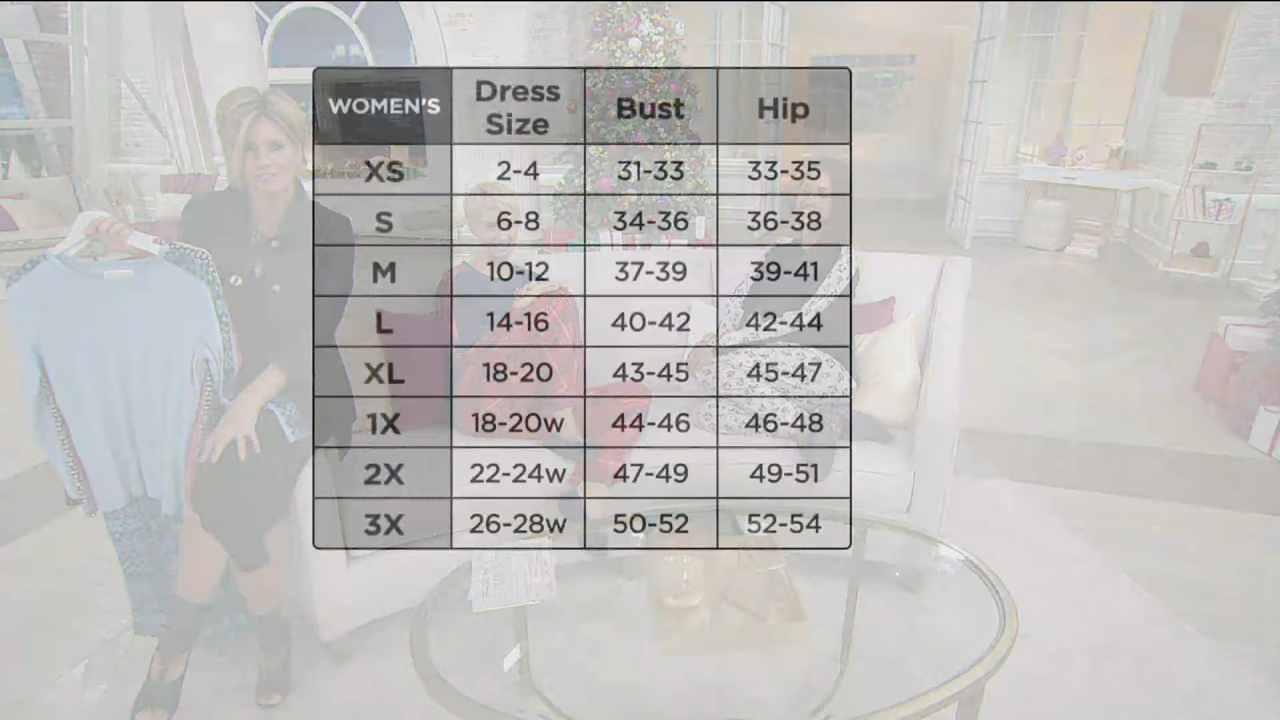 WOMEN'S Dress Size Bust Hip
XS 2-4 31-33 33-35
S 6-8 34-36 36-38
M 10-12 37-39 39-41
L 14-16 40-42 42-44
XL 18-20 43-45 45-47
1X 18-20w 44-46 46-48
2X 22-24w 47-49 49-51
3X 26-28w 50-52 52-54